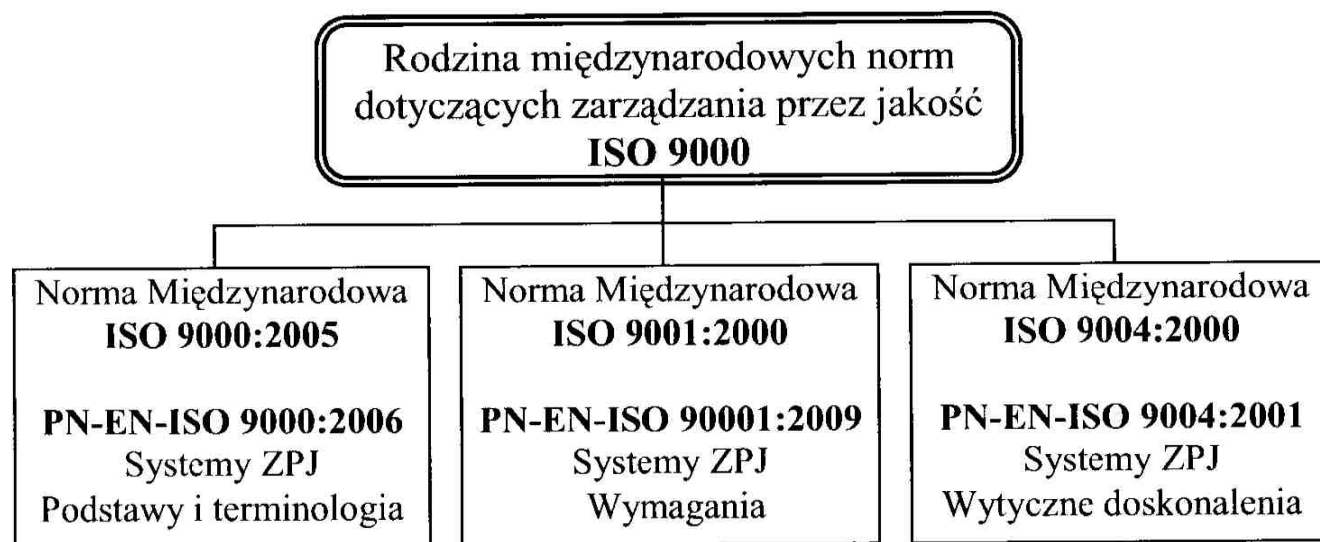 Rodzina międzynarodowych norm
dotyczących zarządzania przez jakość
ISO 9000
Norma Międzynarodowa
ISO 9000:2005
PN-EN-ISO 9000:2006
Systemy ZPJ
Podstawy i terminologia
Norma Międzynarodowa
ISO 9001:2000
PN-EN-ISO 90001:2009
Systemy ZPJ
Wymagania
Norma Międzynarodowa
ISO 9004:2000
PN-EN-ISO 9004:2001
Systemy ZPJ
Wytyczne doskonalenia